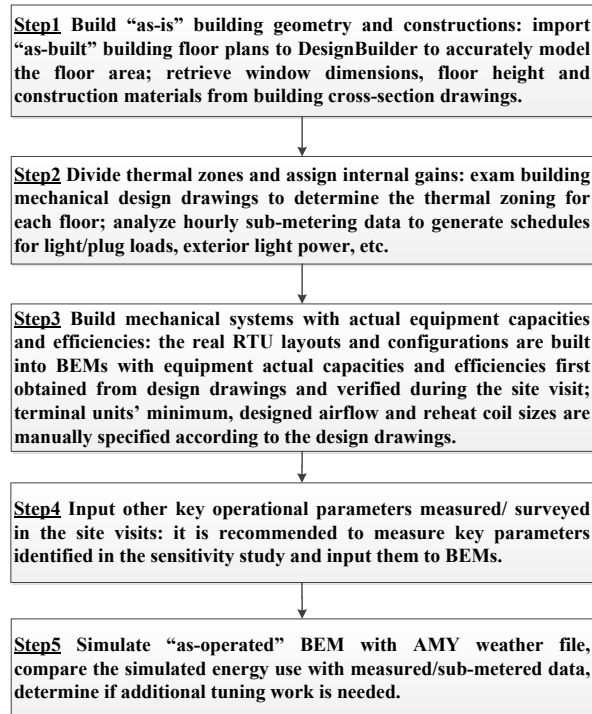 Step1 Build “as-is” building geometry and constructions: import
“as-built” building floor plans to DesignBuilder to accurately model
the floor area; retrieve window dimensions, floor height and
construction materials from building cross-section drawings.
Step2 Divide thermal zones and assign internal gains: exam building
mechanical design drawings to determine the thermal zoning for
each floor; analyze hourly sub-metering data to generate schedules
for light/plug loads, exterior light power, etc.
Step3 Build mechanical systems with actual equipment capacities
and efficiencies: the real RTU layouts and configurations are built
into BEMs with equipment actual capacities and efficiencies first
obtained from design drawings and verified during the site visit;
terminal units’ minimum, designed airflow and reheat coil sizes are
manually specified according to the design drawings.
Step4 Input other key operational parameters measured/ surveyed
in the site visits: it is recommended to measure key parameters
identified in the sensitivity study and input them to BEMs.
Step5 Simulate “as-operated” BEM with AMY weather file,
compare the simulated energy use with measured/sub-metered data,
determine if additional tuning work is needed.